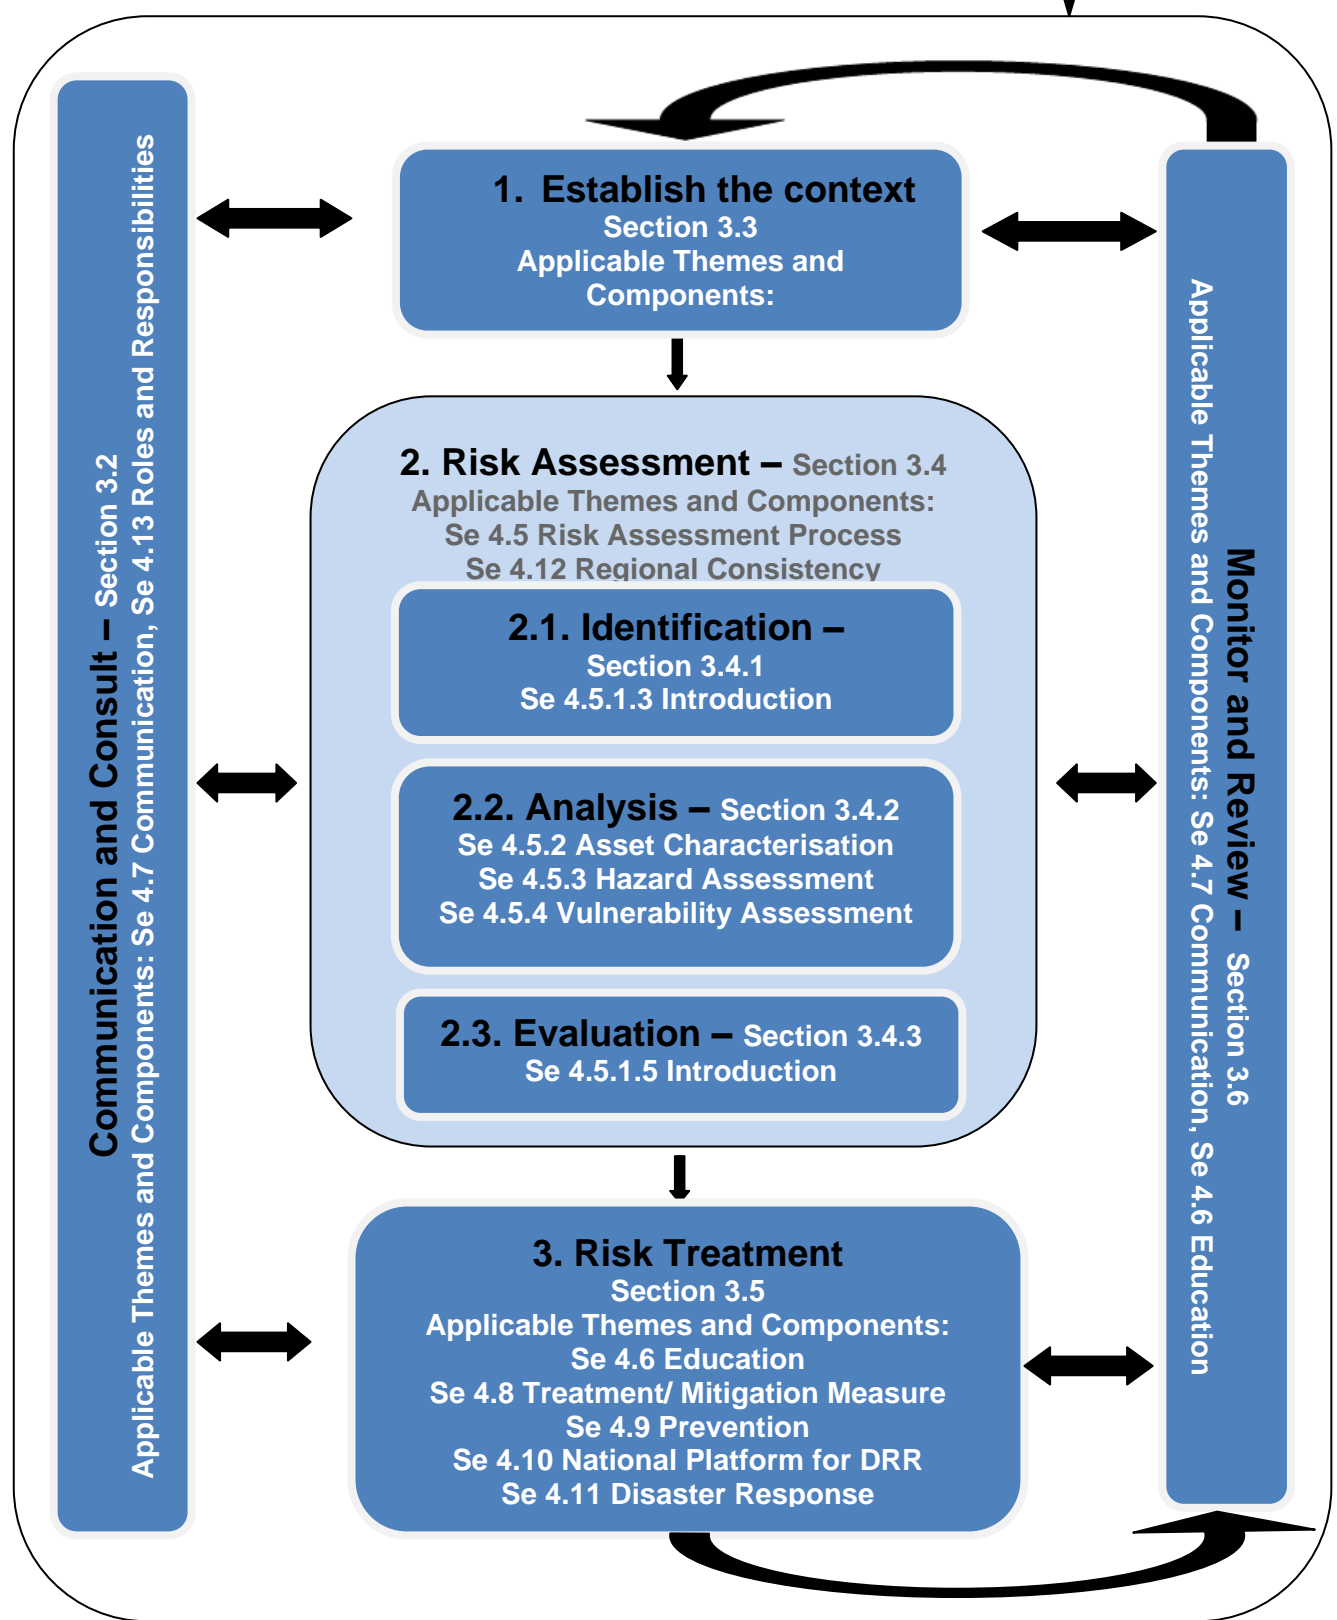 Communication and Consult – Section 3.2
Applicable Themes and Components: Se 4.7 Communication, Se 4.13 Roles and Responsibilities
1. Establish the context
Section 3.3
Applicable Themes and
Components:
2. Risk Assessment – Section 3.4
Applicable Themes and Components:
Se 4.5 Risk Assessment Process
Se 4.12 Regional Consistency
2.1. Identification –
Section 3.4.1
Se 4.5.1.3 Introduction
2.2. Analysis – Section 3.4.2
Se 4.5.2 Asset Characterisation
Se 4.5.3 Hazard Assessment
Se 4.5.4 Vulnerability Assessment
2.3. Evaluation – Section 3.4.3
Se 4.5.1.5 Introduction
3. Risk Treatment
Section 3.5
Applicable Themes and Components:
Se 4.6 Education
Se 4.8 Treatment/ Mitigation Measure
Se 4.9 Prevention
Se 4.10 National Platform for DRR
Se 4.11 Disaster Response
Monitor and Review – Section 3.6
Applicable Themes and Components: Se 4.7 Communication, Se 4.6 Education